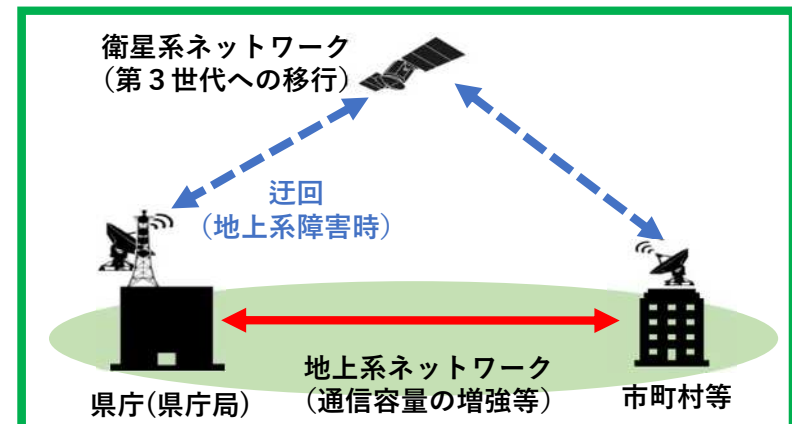 衛星系ネットワーク
（第３世代への移行）
迂回
（地上系障害時）
地上系ネットワーク
（通信容量の増強等）
県庁(県庁局)
市町村等